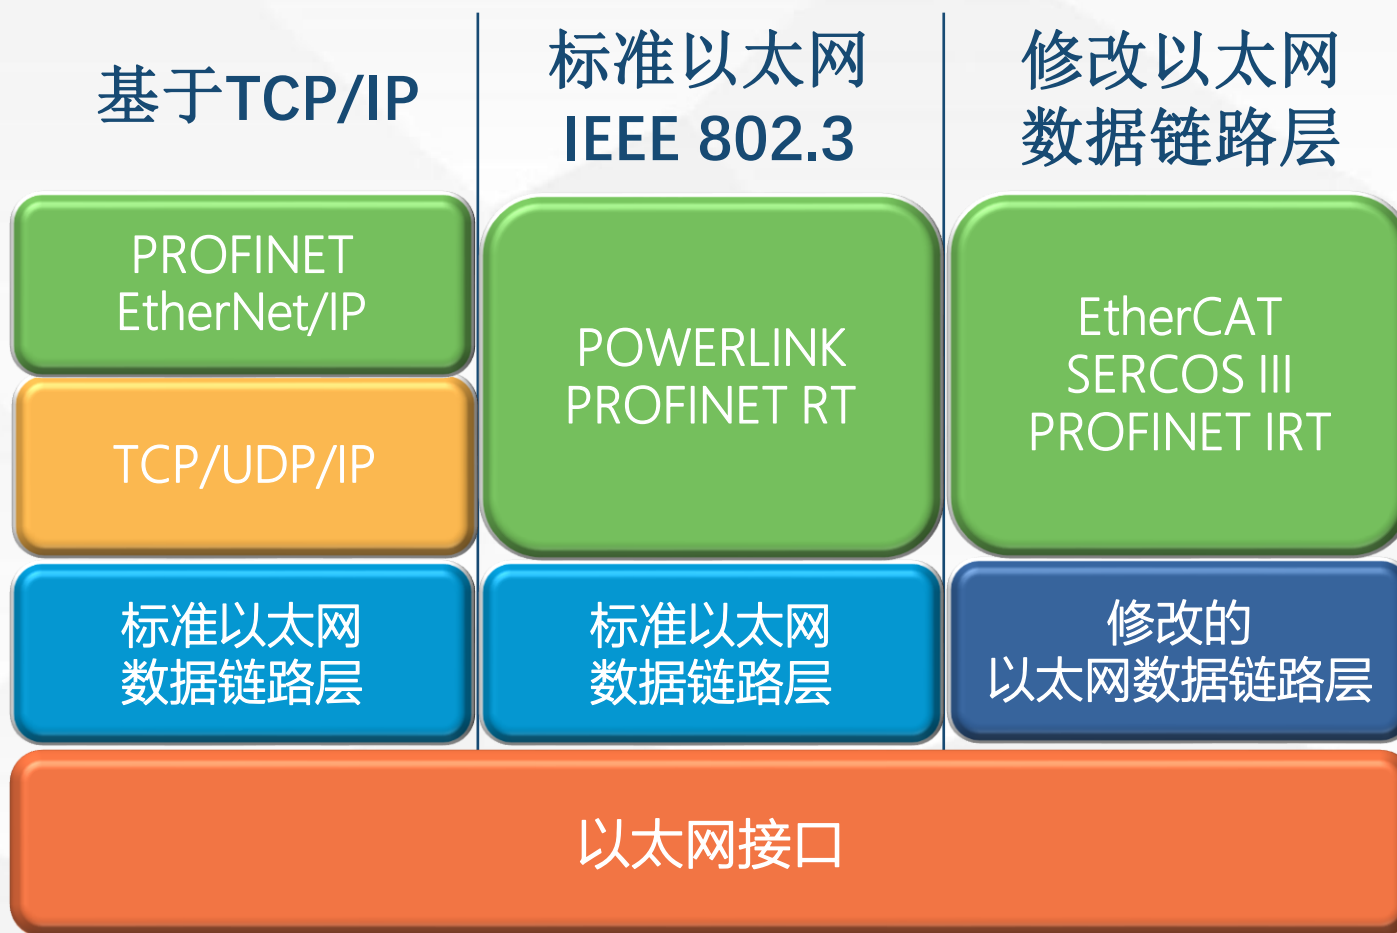 基于TCP/IP
标准以太网
IEEE 802.3
修改以太网
数据链路层
PROFINET
EtherNet/IP
TCP/UDP/IP
标准以太网
数据链路层
POWERLINK
PROFINET RT
标准以太网
数据链路层
EtherCAT
SERCOS III
PROFINET IRT
修改的
以太网数据链路层
以太网接口